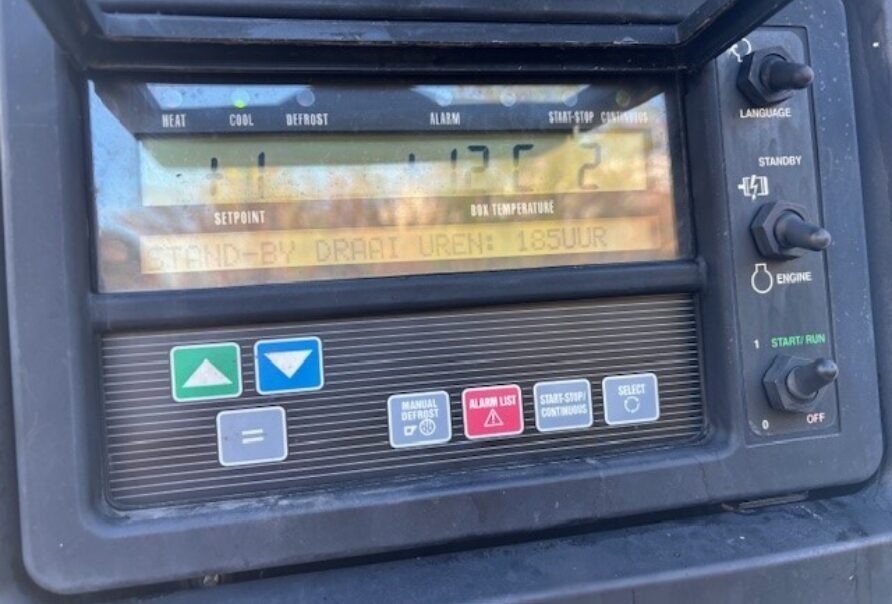 HEAT COOL DEFROST ALARM START-STOP CONTINUOUS
SETPOINT BOX TEMPERATURE
STAND-BY DRAAI UREN: 185UUR
LANGUAGE
STANDBY
ENGINE
1 START/RUN
0 OFF
MANUAL
DEFROST
ALARM LIST
START-STOP/
CONTINUOUS
SELECT